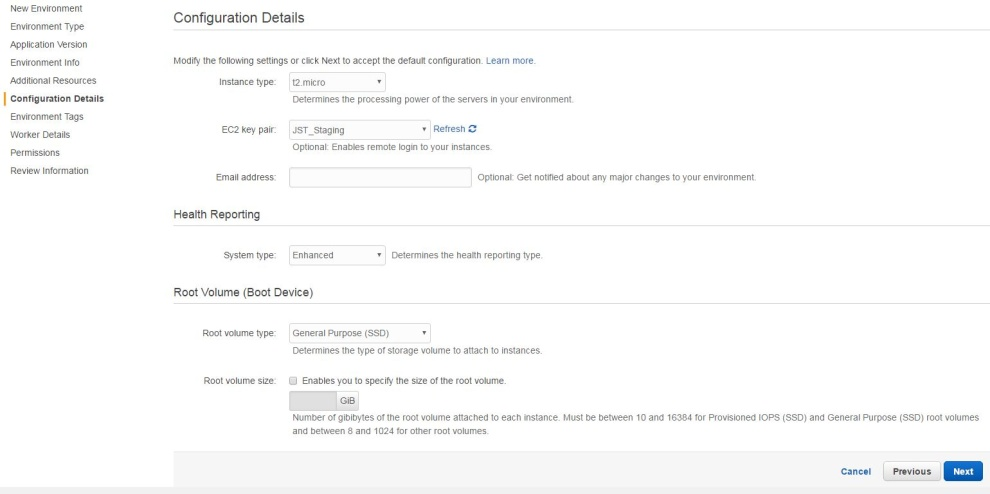 New Environment
Environment Type
Application Version
Environment Info
Additional Resources
Configuration Details
Environment Tags
Worker Details
Permissions
Review Information
Configuration Details
Modify the following settings or click Next to accept the default configuration. Learn more.
Instance type: t2.micro
Determines the processing power of the servers in your environment.
EC2 key pair: JST_Staging Refresh
Optional: Enables remote login to your instances.
Email address: Optional: Get notified about any major changes to your environment.
Health Reporting
System type: Enhanced Determines the health reporting type.
Root Volume (Boot Device)
Root volume type: General Purpose (SSD)
Determines the type of storage volume to attach to instances.
Root volume size: Enables you to specify the size of the root volume.
GiB
Number of gibibytes of the root volume attached to each instance. Must be between 10 and 16384 for Provisioned IOPS (SSD) and General Purpose (SSD) root volumes
and between 8 and 1024 for other root volumes.
Cancel Previous Next